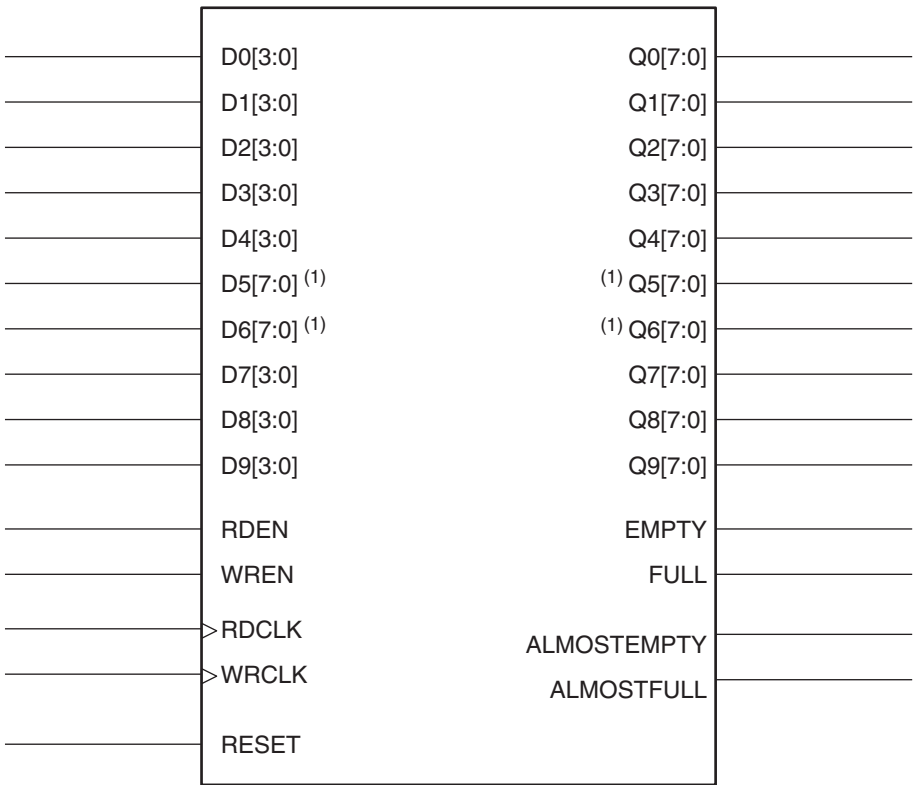 D0[3:0] Q0[7:0]
D1[3:0] Q1[7:0]
D2[3:0] Q2[7:0]
D3[3:0] Q3[7:0]
D4[3:0] Q4[7:0]
D5[7:0] (1) (1) Q5[7:0]
D6[7:0] (1) (1) Q6[7:0]
D7[3:0] Q7[7:0]
D8[3:0] Q8[7:0]
D9[3:0] Q9[7:0]
RDEN EMPTY
WREN FULL
RDCLK ALMOSTEMPTY
WRCLK ALMOSTFULL
RESET